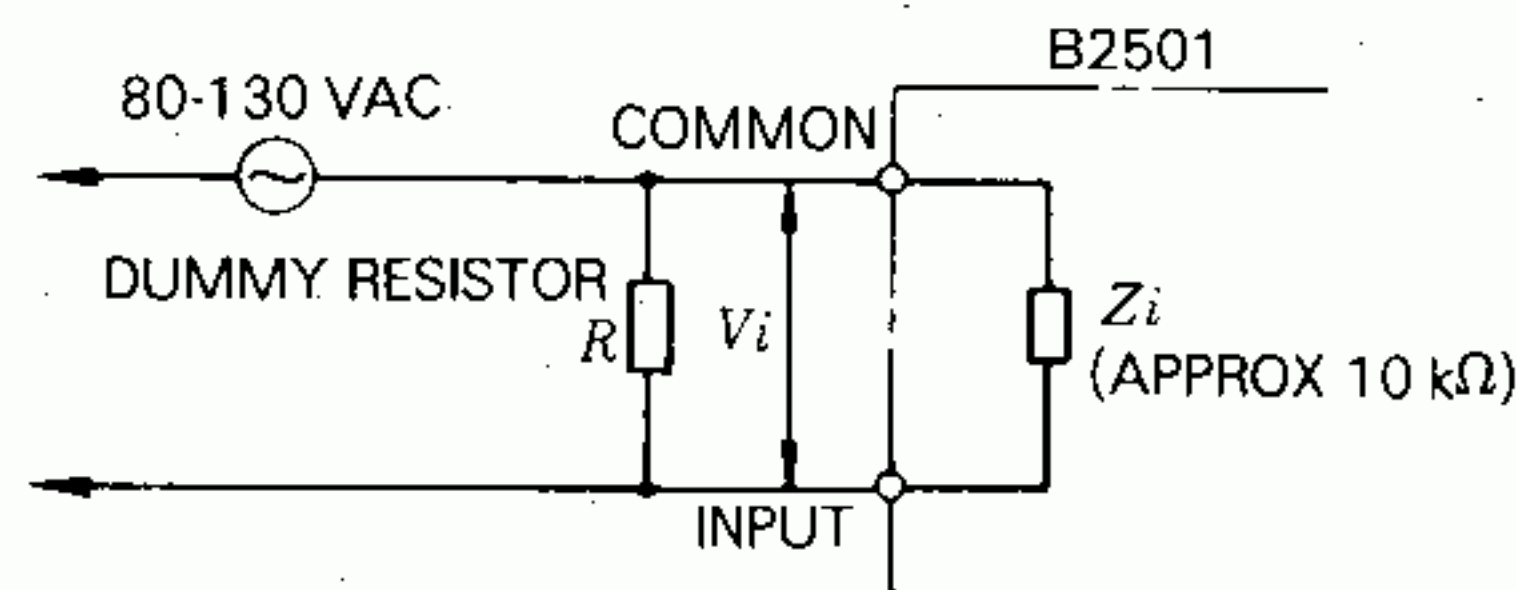 B2501
80-130 VAC
COMMON
DUMMY RESISTOR
R
Vi
Zi
(APPROX 10 kΩ)
INPUT